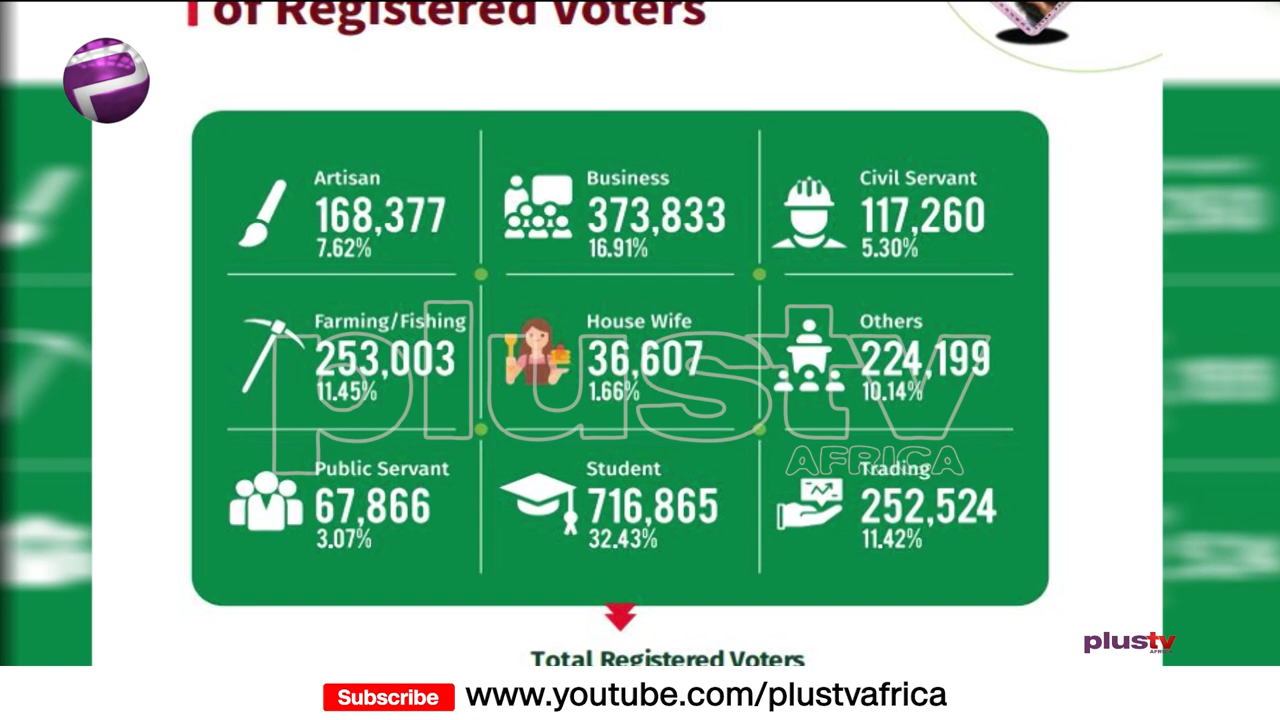 of Registered Voters
Artisan
168,377
7.62%
Business
373,833
16.91%
Civil Servant
117,260
5.30%
Farming/Fishing
253,003
11.45%
House Wife
36,607
1.66%
Others
224,199
10.14%
plustv
AFRICA
Public Servant
67,866
3.07%
Student
716,865
32.43%
Trading
252,524
11.42%
Total Registered Voters
plustv
AFRICA
Subscribe www.youtube.com/plustvafrica